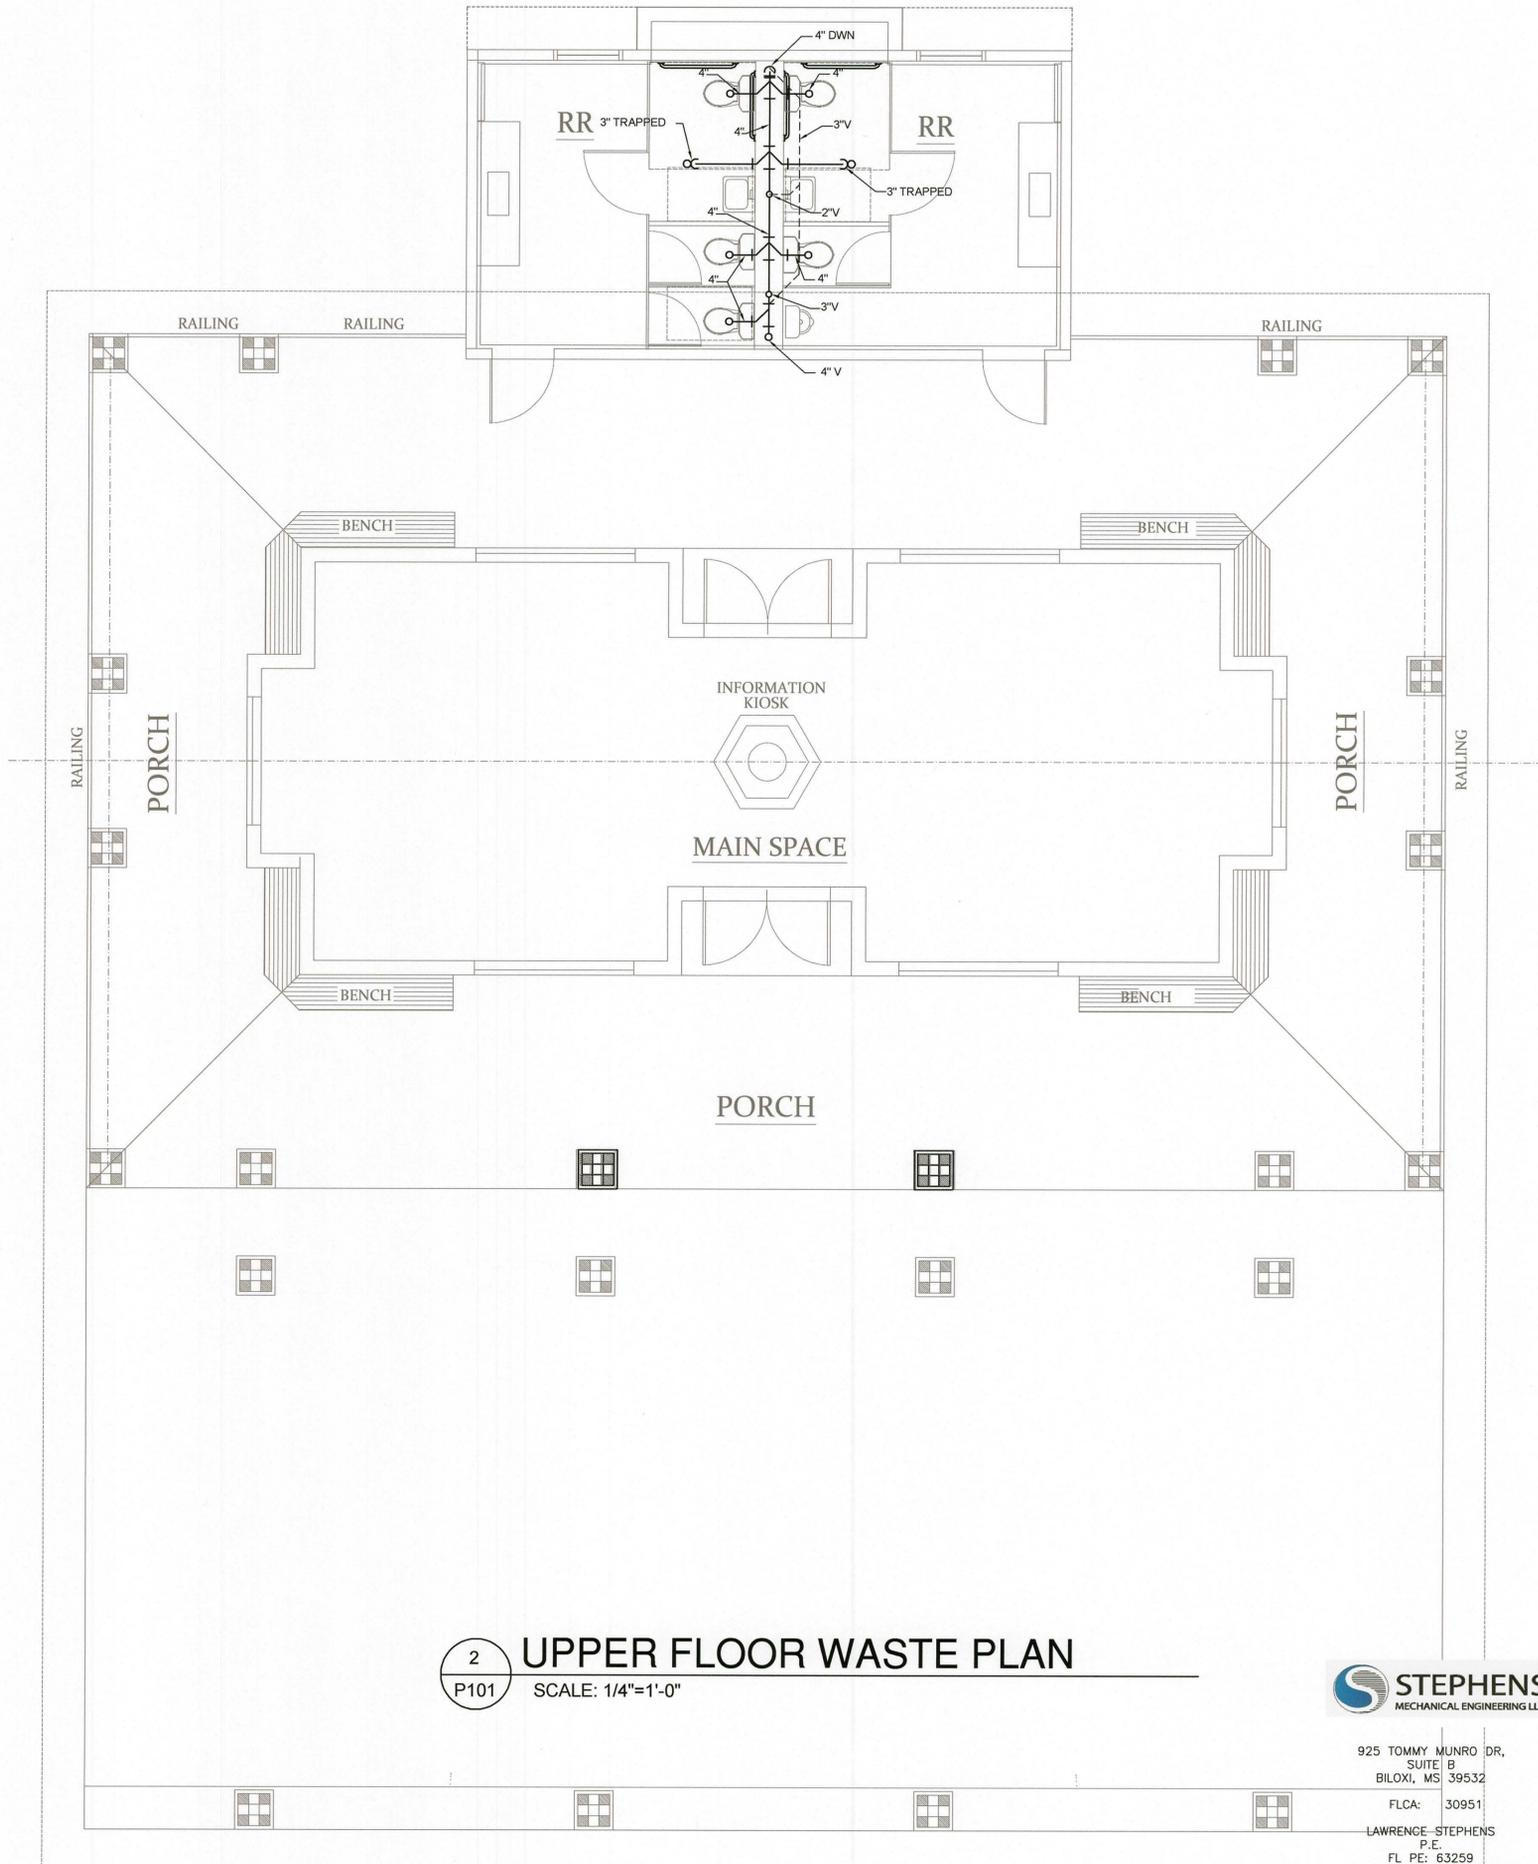 4" DWN
4"
4"
RR
3" TRAPPED
4"
3"V
RR
3" TRAPPED
4"
2"V
4"
4"
3"V
4" V
RAILING
RAILING
RAILING
BENCH
BENCH
INFORMATION
KIOSK
RAILING
PORCH
PORCH
RAILING
MAIN SPACE
BENCH
BENCH
PORCH
2
P101
UPPER FLOOR WASTE PLAN
SCALE: 1/4"=1'-0"
STEPHENS
MECHANICAL ENGINEERING LL
925 TOMMY MUNRO DR,
SUITE B
BILOXI, MS 39532
FLCA: 30951
LAWRENCE STEPHENS
P.E.
FL PE: 63259